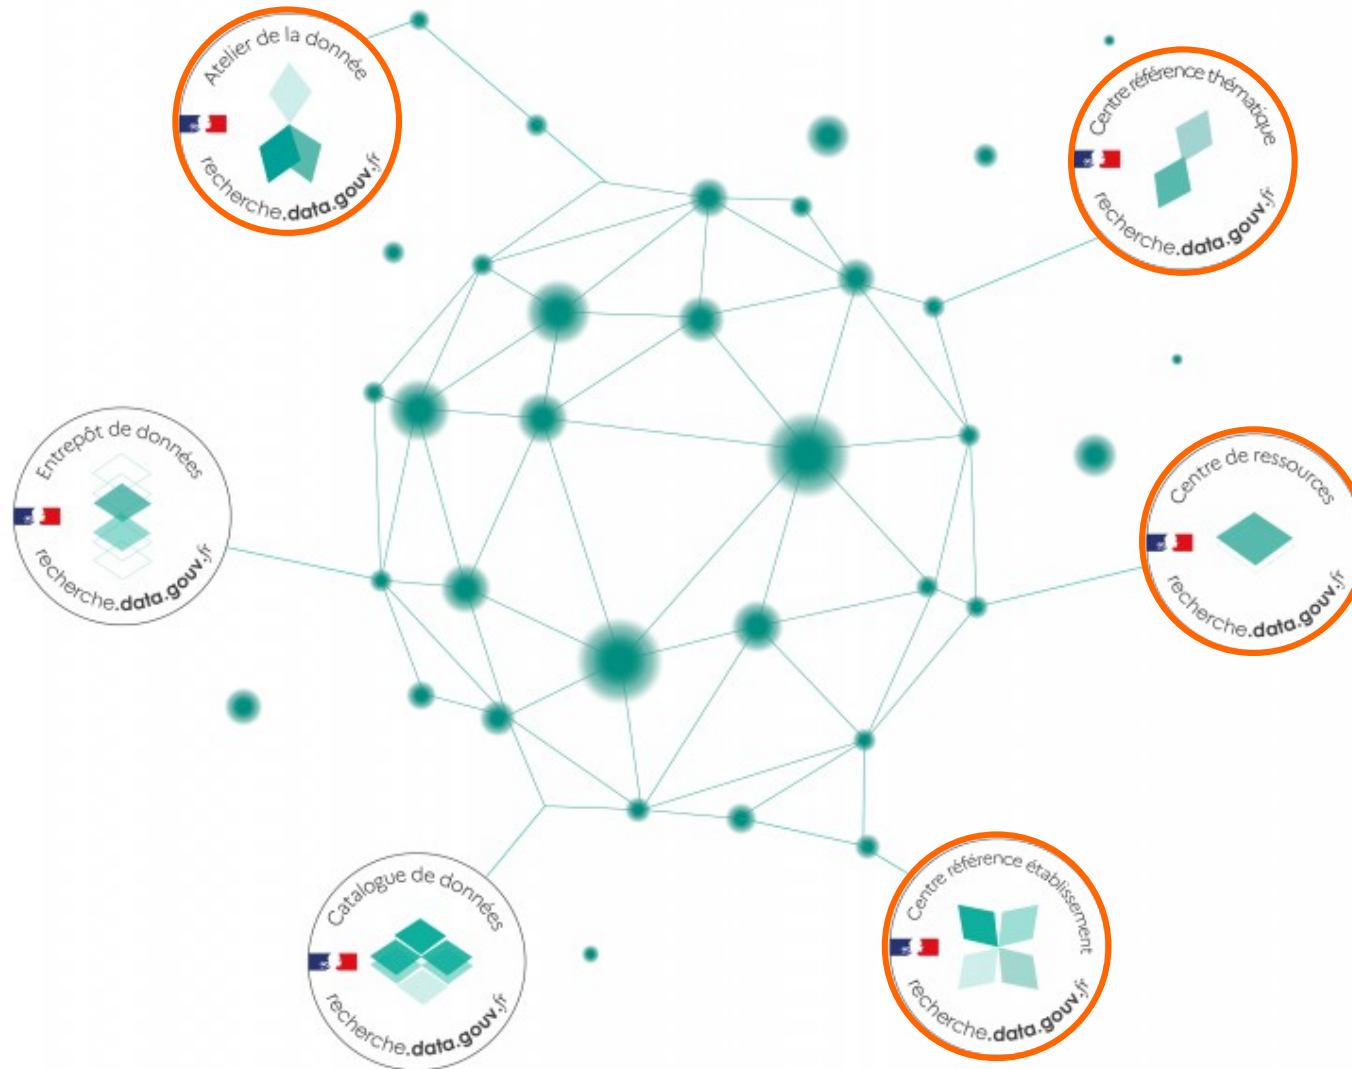 Atelier de la donnée
recherche.data.gouv.fr
Centre référence thématique
recherche.data.gouv.fr
Entrepôt de données
recherche.data.gouv.fr
Centre de ressources
recherche.data.gouv.fr
Catalogue de données
recherche.data.gouv.fr
Centre référence établissement
recherche.data.gouv.fr